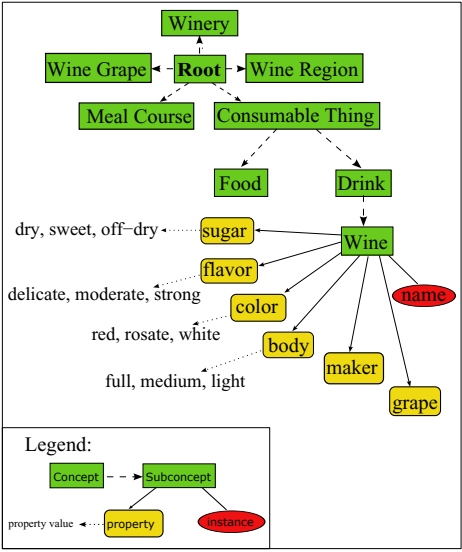 Winery
Wine Grape
Root
Wine Region
Meal Course
Consumable Thing
Food
Drink
dry, sweet, off−dry
sugar
Wine
flavor
delicate, moderate, strong
name
color
red, rosate, white
body
full, medium, light
maker
grape
Legend:
Concept
Subconcept
property value
property
instance